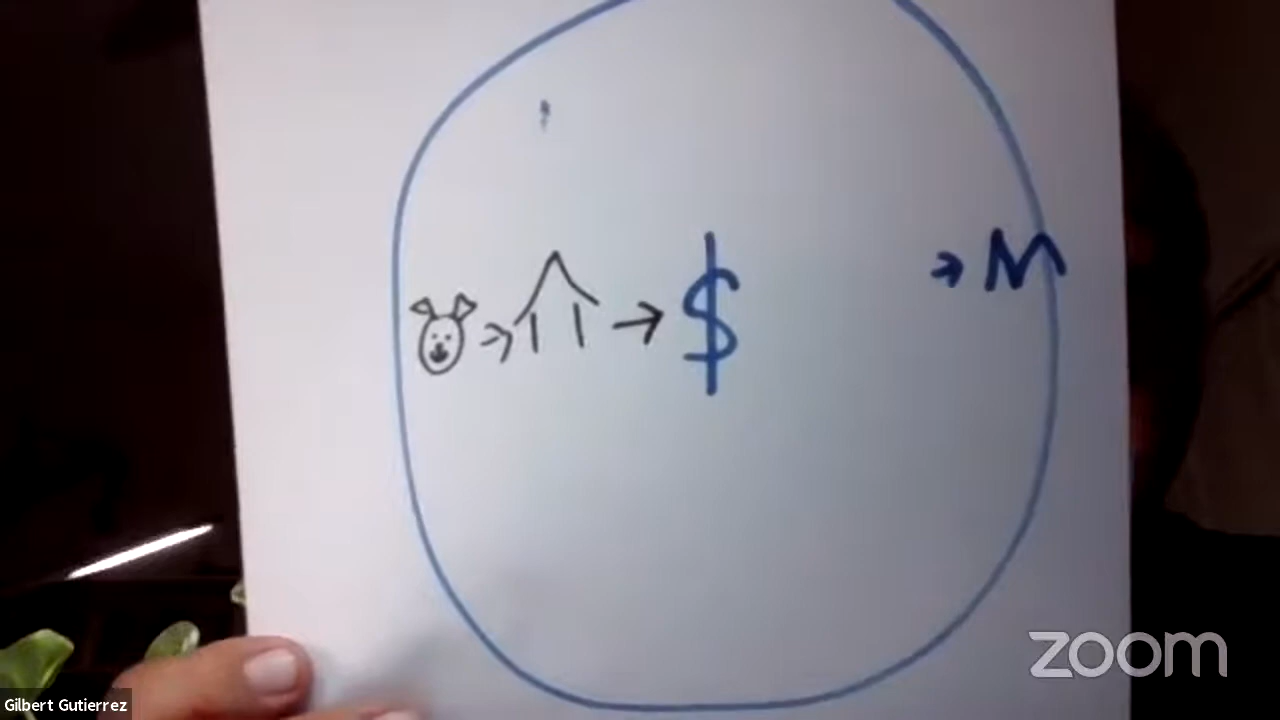 → M
→ → $
zoom
Gilbert Gutierrez